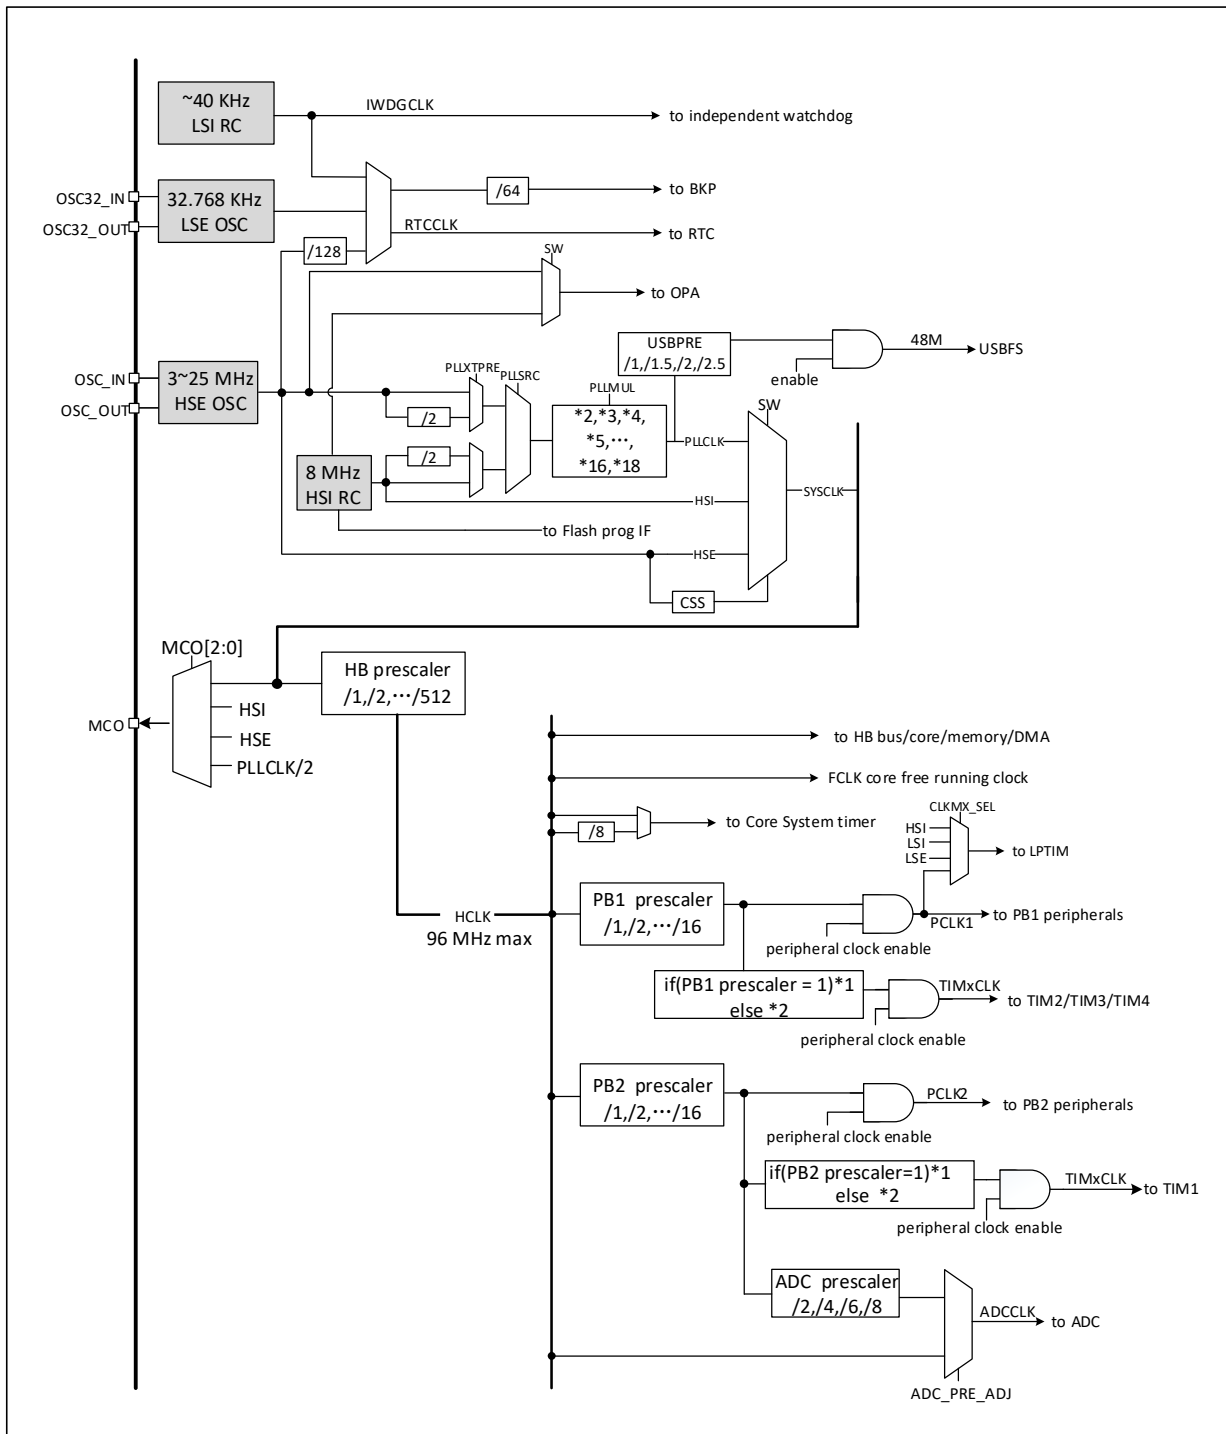 ~40 KHz
LSI RC
IWDGCLK
to independent watchdog
OSC32_IN
OSC32_OUT
32.768 KHz
LSE OSC
/64
to BKP
RTCCLK
to RTC
/128
SW
to OPA
USBPRE
/1,/1.5,/2,/2.5
enable
48M
USBFS
OSC_IN
OSC_OUT
3~25 MHz
HSE OSC
PLLXTPRE
PLLSRC
PLLMUL
/2
*2,*3,*4,
*5,···,
*16,*18
PLLCLK
SW
/2
8 MHz
HSI RC
HSI
SYSCLK
to Flash prog IF
HSE
CSS
MCO[2:0]
HB prescaler
/1,/2,···/512
HSI
MCO
HSE
PLLCLK/2
to HB bus/core/memory/DMA
FCLK core free running clock
/8
to Core System timer
CLKMX_SEL
HSI
LSI
LSE
to LPTIM
HCLK
96 MHz max
PB1 prescaler
/1,/2,···/16
peripheral clock enable
PCLK1
to PB1 peripherals
if(PB1 prescaler = 1)*1
else *2
TIMxCLK
to TIM2/TIM3/TIM4
peripheral clock enable
PB2 prescaler
/1,/2,···/16
PCLK2
to PB2 peripherals
peripheral clock enable
if(PB2 prescaler=1)*1
else *2
TIMxCLK
to TIM1
peripheral clock enable
ADC prescaler
/2,/4,/6,/8
ADCCLK
to ADC
ADC_PRE_ADJ